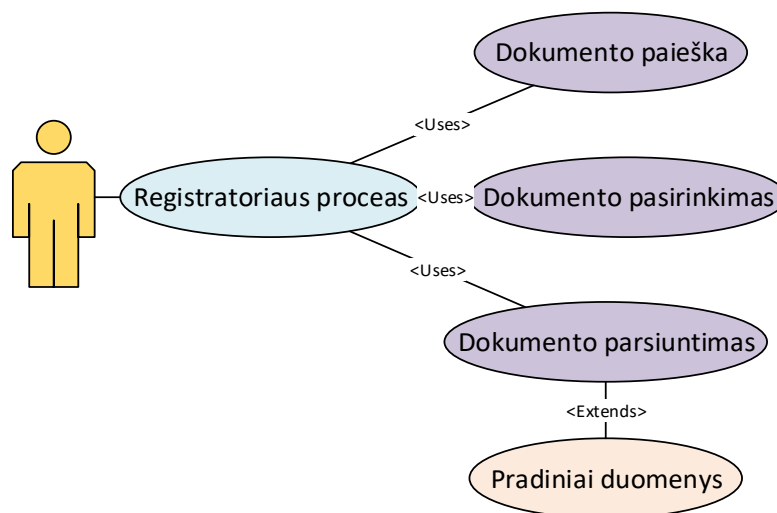 Dokumento paieška
<Uses>
Registratoriaus proceas
<Uses>
Dokumento pasirinkimas
<Uses>
Dokumento parsiuntimas
<Extends>
Pradiniai duomenys